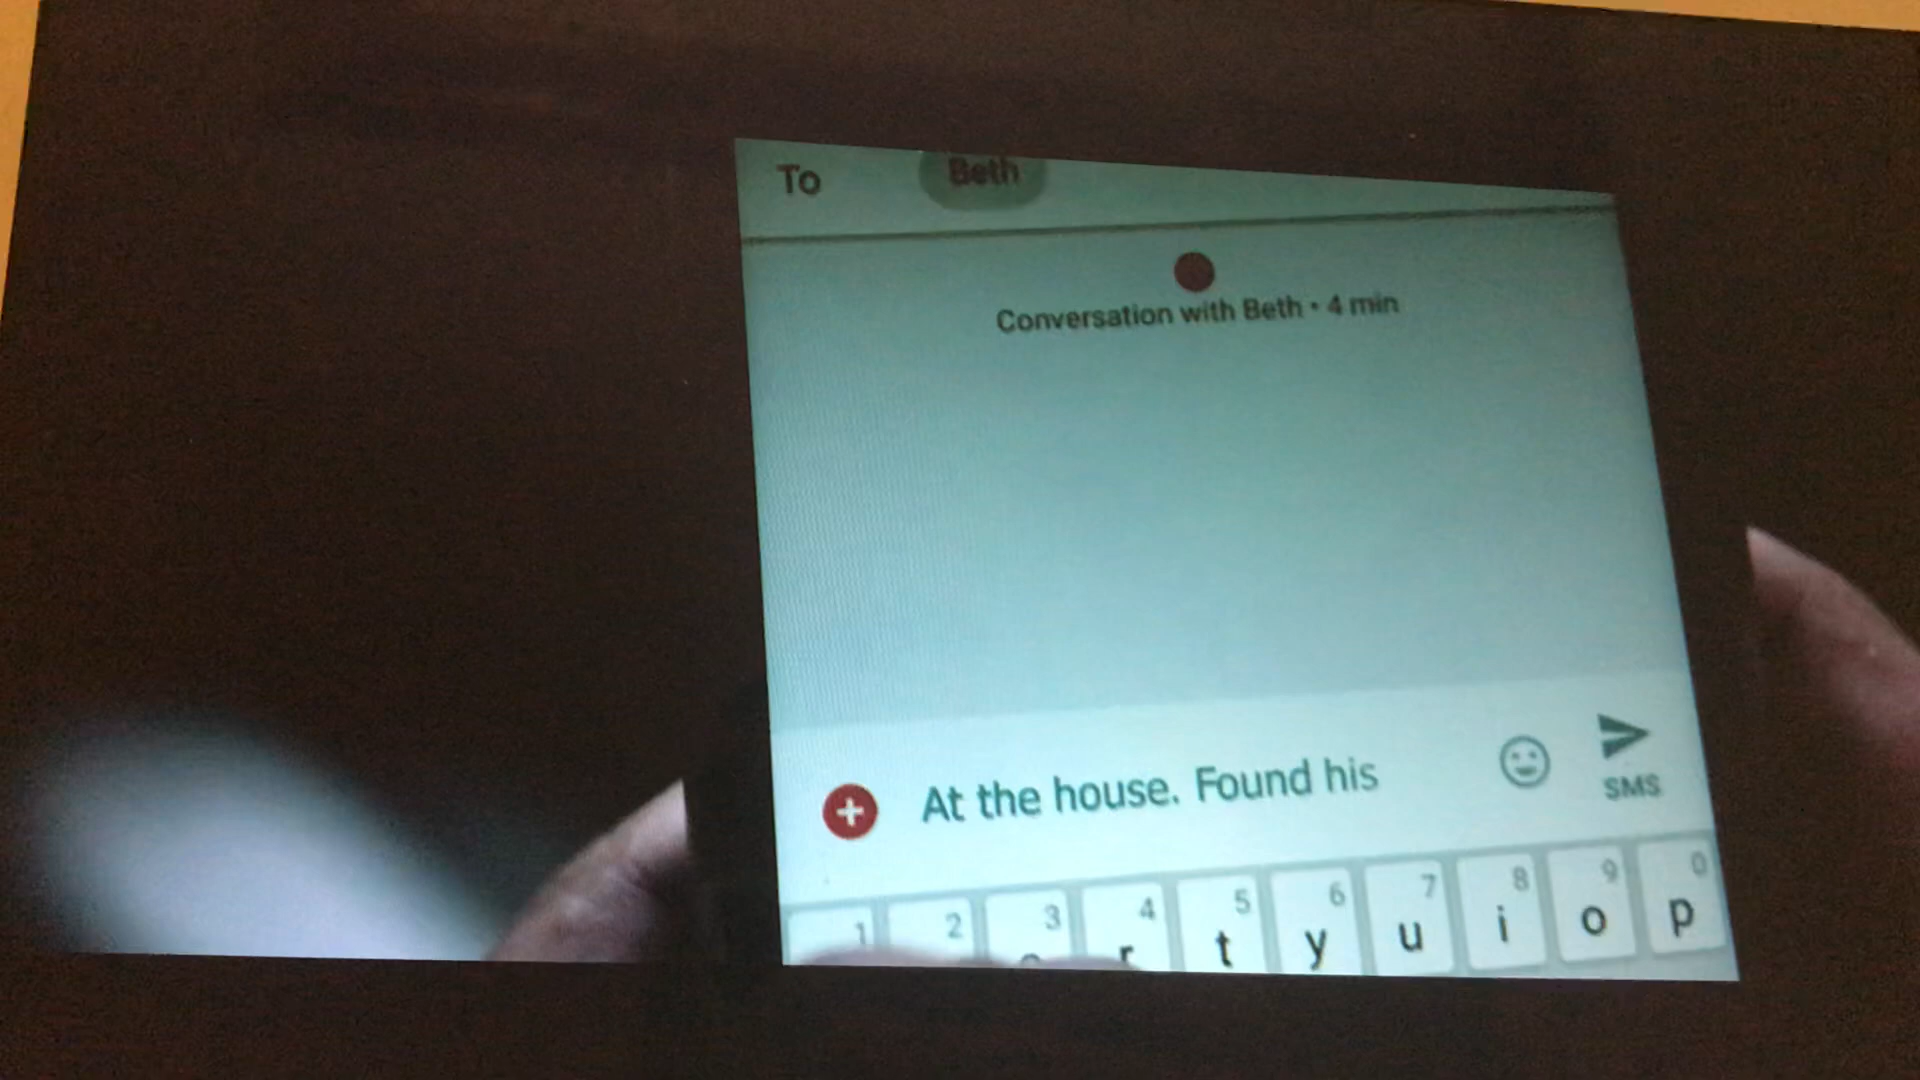 To Beth
Conversation with Beth • 4 min
At the house. Found his
SMS
1 2 3 4 5 6 7 8 9 0
r t y u i o p